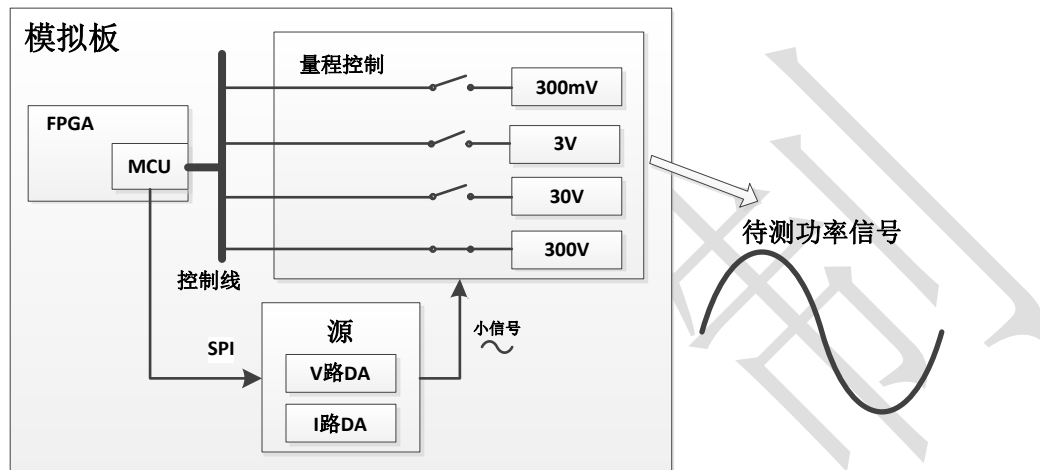 模拟板
量程控制
300mV
FPGA
3V
MCU
30V
待测功率信号
300V
控制线
源
小信号
SPI
V路DA
I路DA